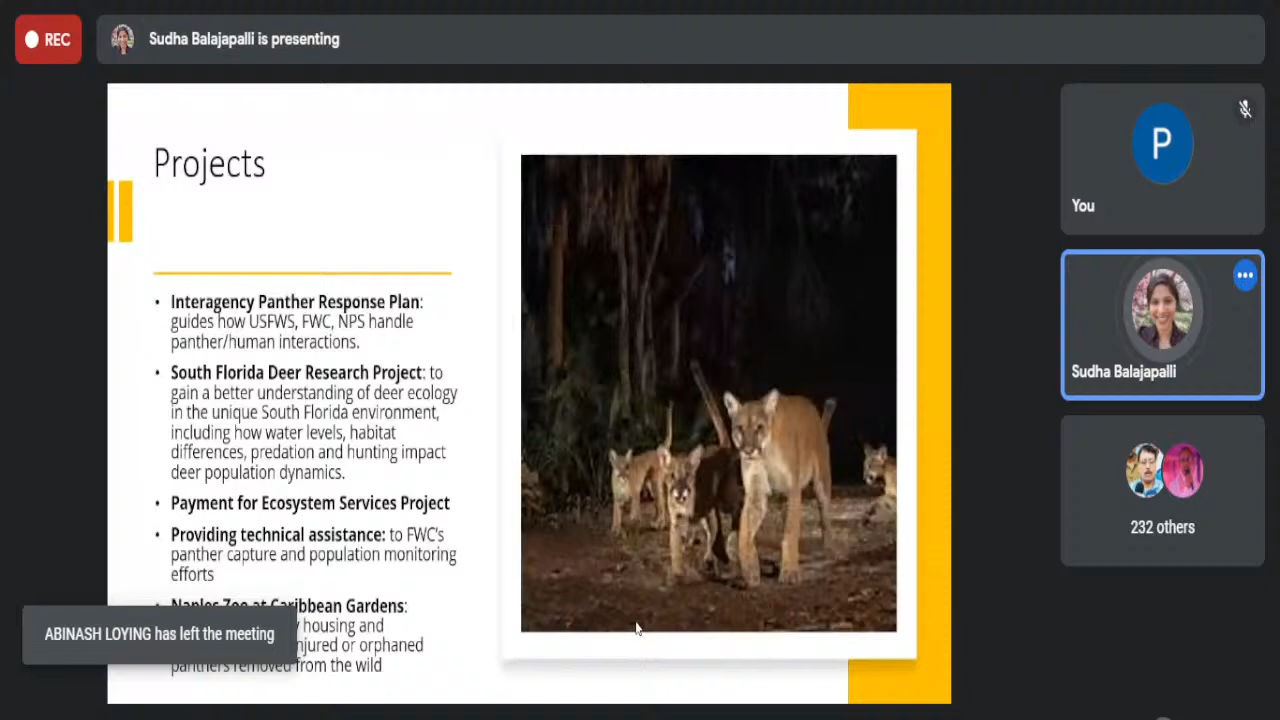 REC
Sudha Balajapalli is presenting
Projects
• Interagency Panther Response Plan:
guides how USFWS, FWC, NPS handle
panther/human interactions.
• South Florida Deer Research Project: to
gain a better understanding of deer ecology
in the unique South Florida environment,
including how water levels, habitat
differences, predation and hunting impact
deer population dynamics.
• Payment for Ecosystem Services Project
• Providing technical assistance: to FWC's
panther capture and population monitoring
efforts
• Naples Zoo at Caribbean Gardens:
housing and
injured or orphaned
panthers removed from the wild
ABINASH LOYING has left the meeting
P
You
Sudha Balajapalli
232 others